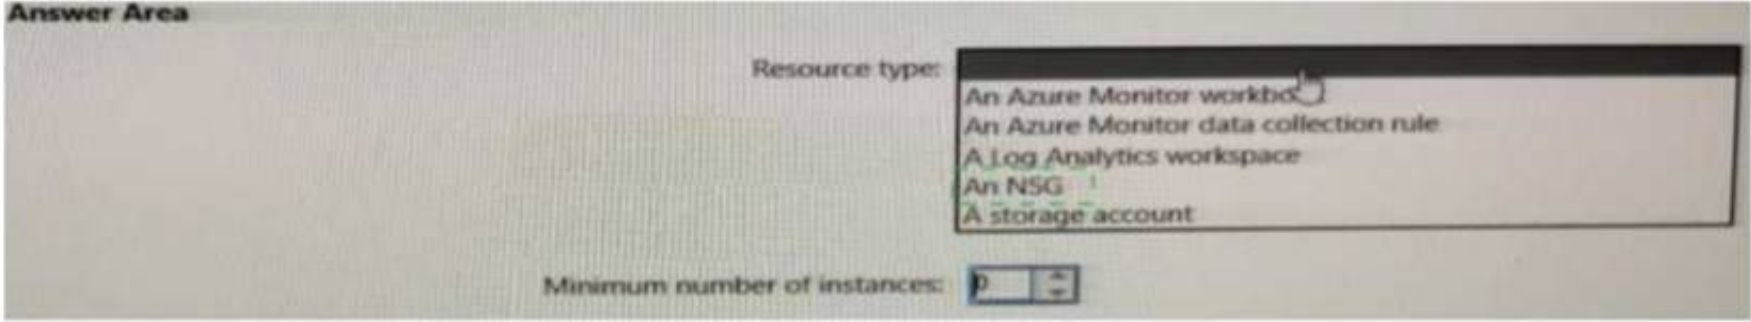 Answer Area
Resource type:
An Azure Monitor
An Azure Monitor data collection rule
A Log Analytics workspace
An NSG
A storage account
Minimum number of instances: